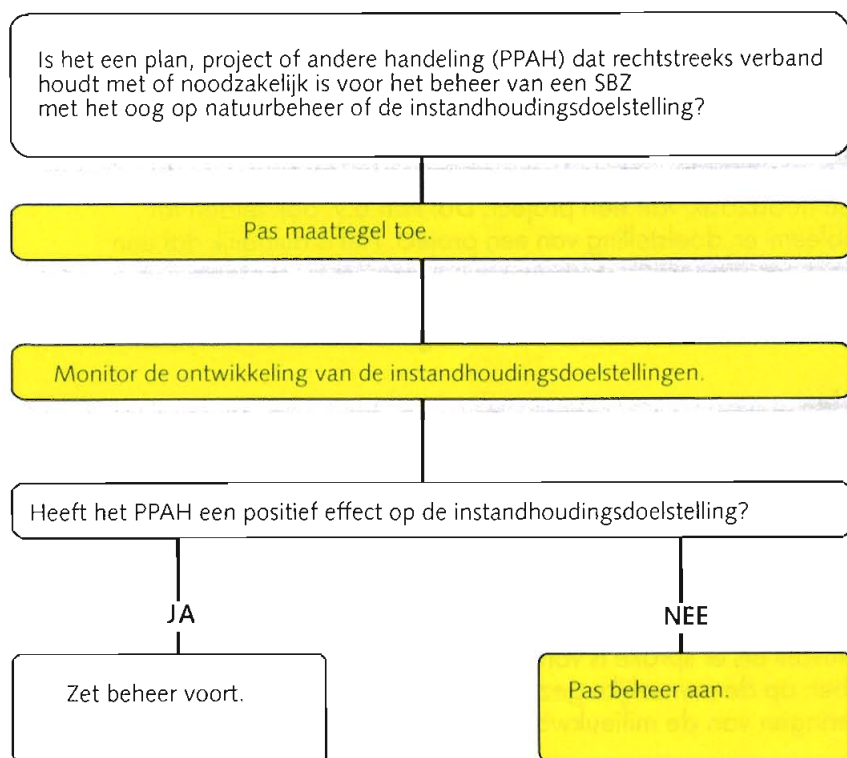 Is het een plan, project of andere handeling (PPAH) dat rechtstreeks verband
houdt met of noodzakelijk is voor het beheer van een SBZ
met het oog op natuurbeheer of de instandhoudingsdoelstelling?
Pas maatregel toe.
Monitor de ontwikkeling van de instandhoudingsdoelstellingen.
Heeft het PPAH een positief effect op de instandhoudingsdoelstelling?
JA
NEE
Zet beheer voort.
Pas beheer aan.